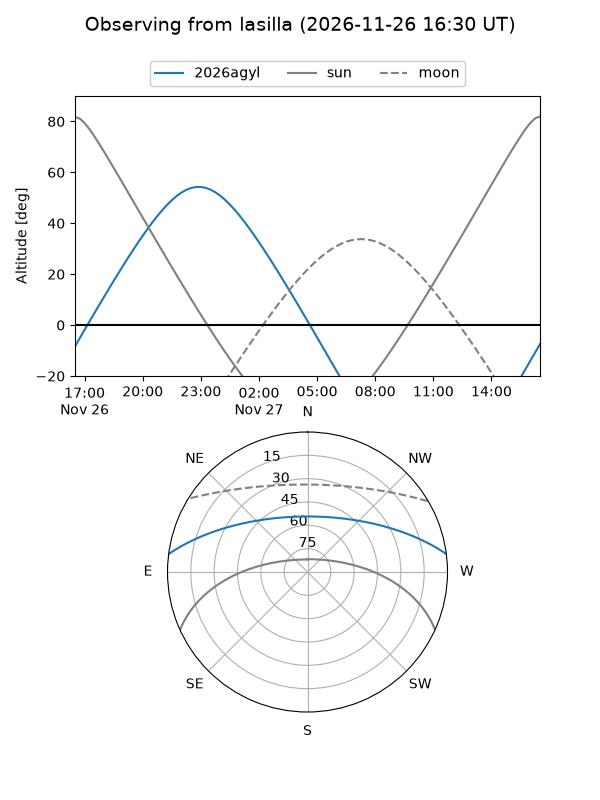 Observing from lasilla (2026-11-26 16:30 UT)
2026agyl sun moon
Altitude [deg]
80
60
40
20
0
−20
17:00 20:00 23:00 02:00 05:00 08:00 11:00 14:00
Nov 26 Nov 27
N
NE NW
15
30
45
60
75
E W
SE SW
S